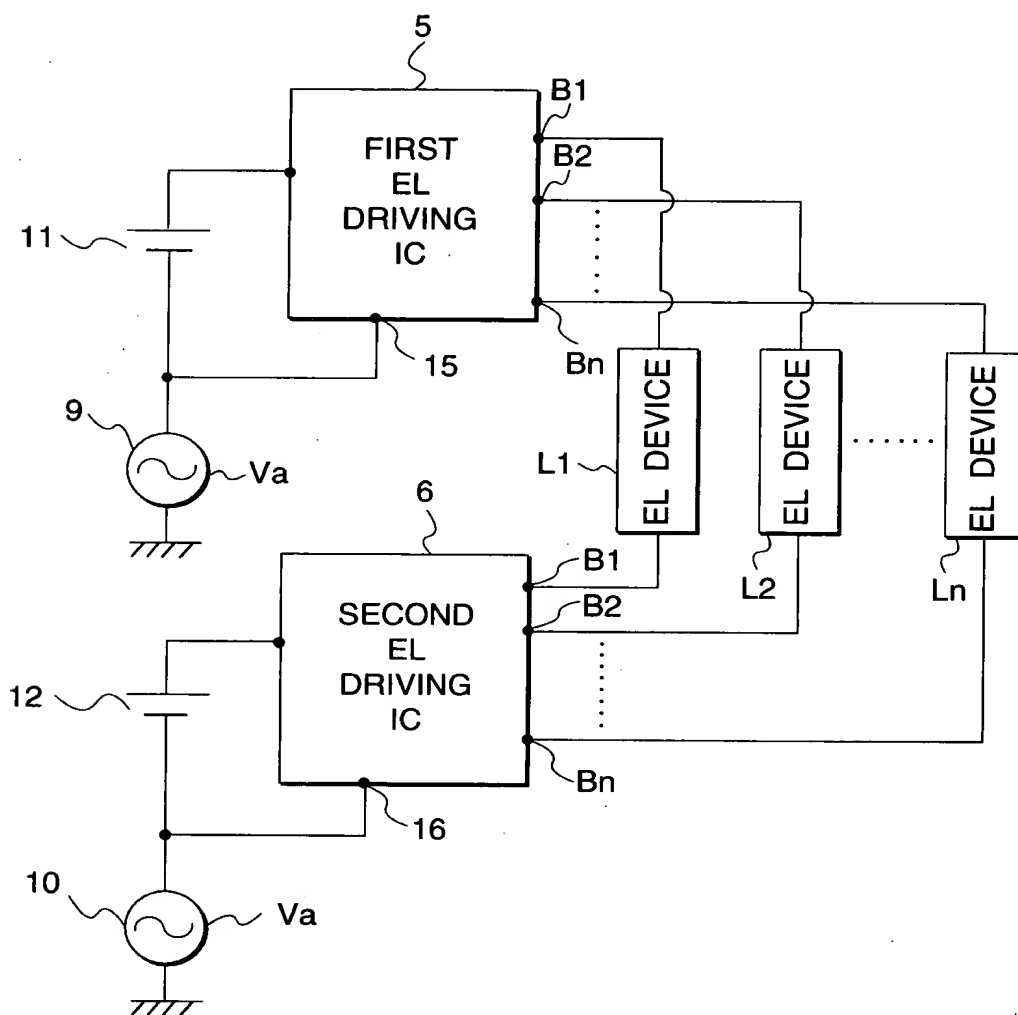 5
B1
FIRST
EL
DRIVING
IC
B2
11
Bn
15
9
Va
EL DEVICE
EL DEVICE
EL DEVICE
L1
L2
Ln
6
B1
SECOND
EL
DRIVING
IC
B2
12
Bn
16
10
Va